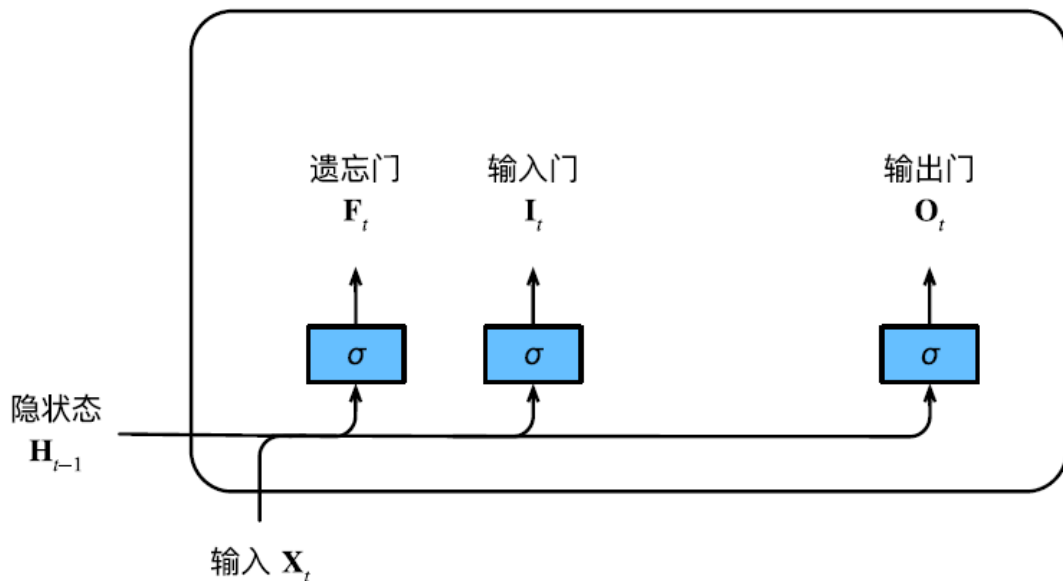 遗忘门 输入门 输出门
F_t I_t O_t
σ σ σ
隐状态
H_{t-1}
输入 X_t